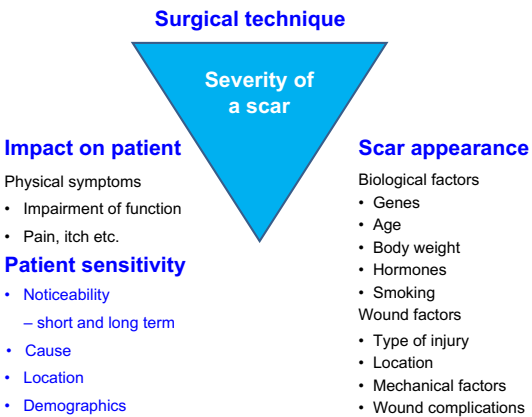 Surgical technique
Severity of
a scar
Impact on patient
Physical symptoms
• Impairment of function
• Pain, itch etc.
Patient sensitivity
• Noticeability
– short and long term
• Cause
• Location
• Demographics
Scar appearance
Biological factors
• Genes
• Age
• Body weight
• Hormones
• Smoking
Wound factors
• Type of injury
• Location
• Mechanical factors
• Wound complications